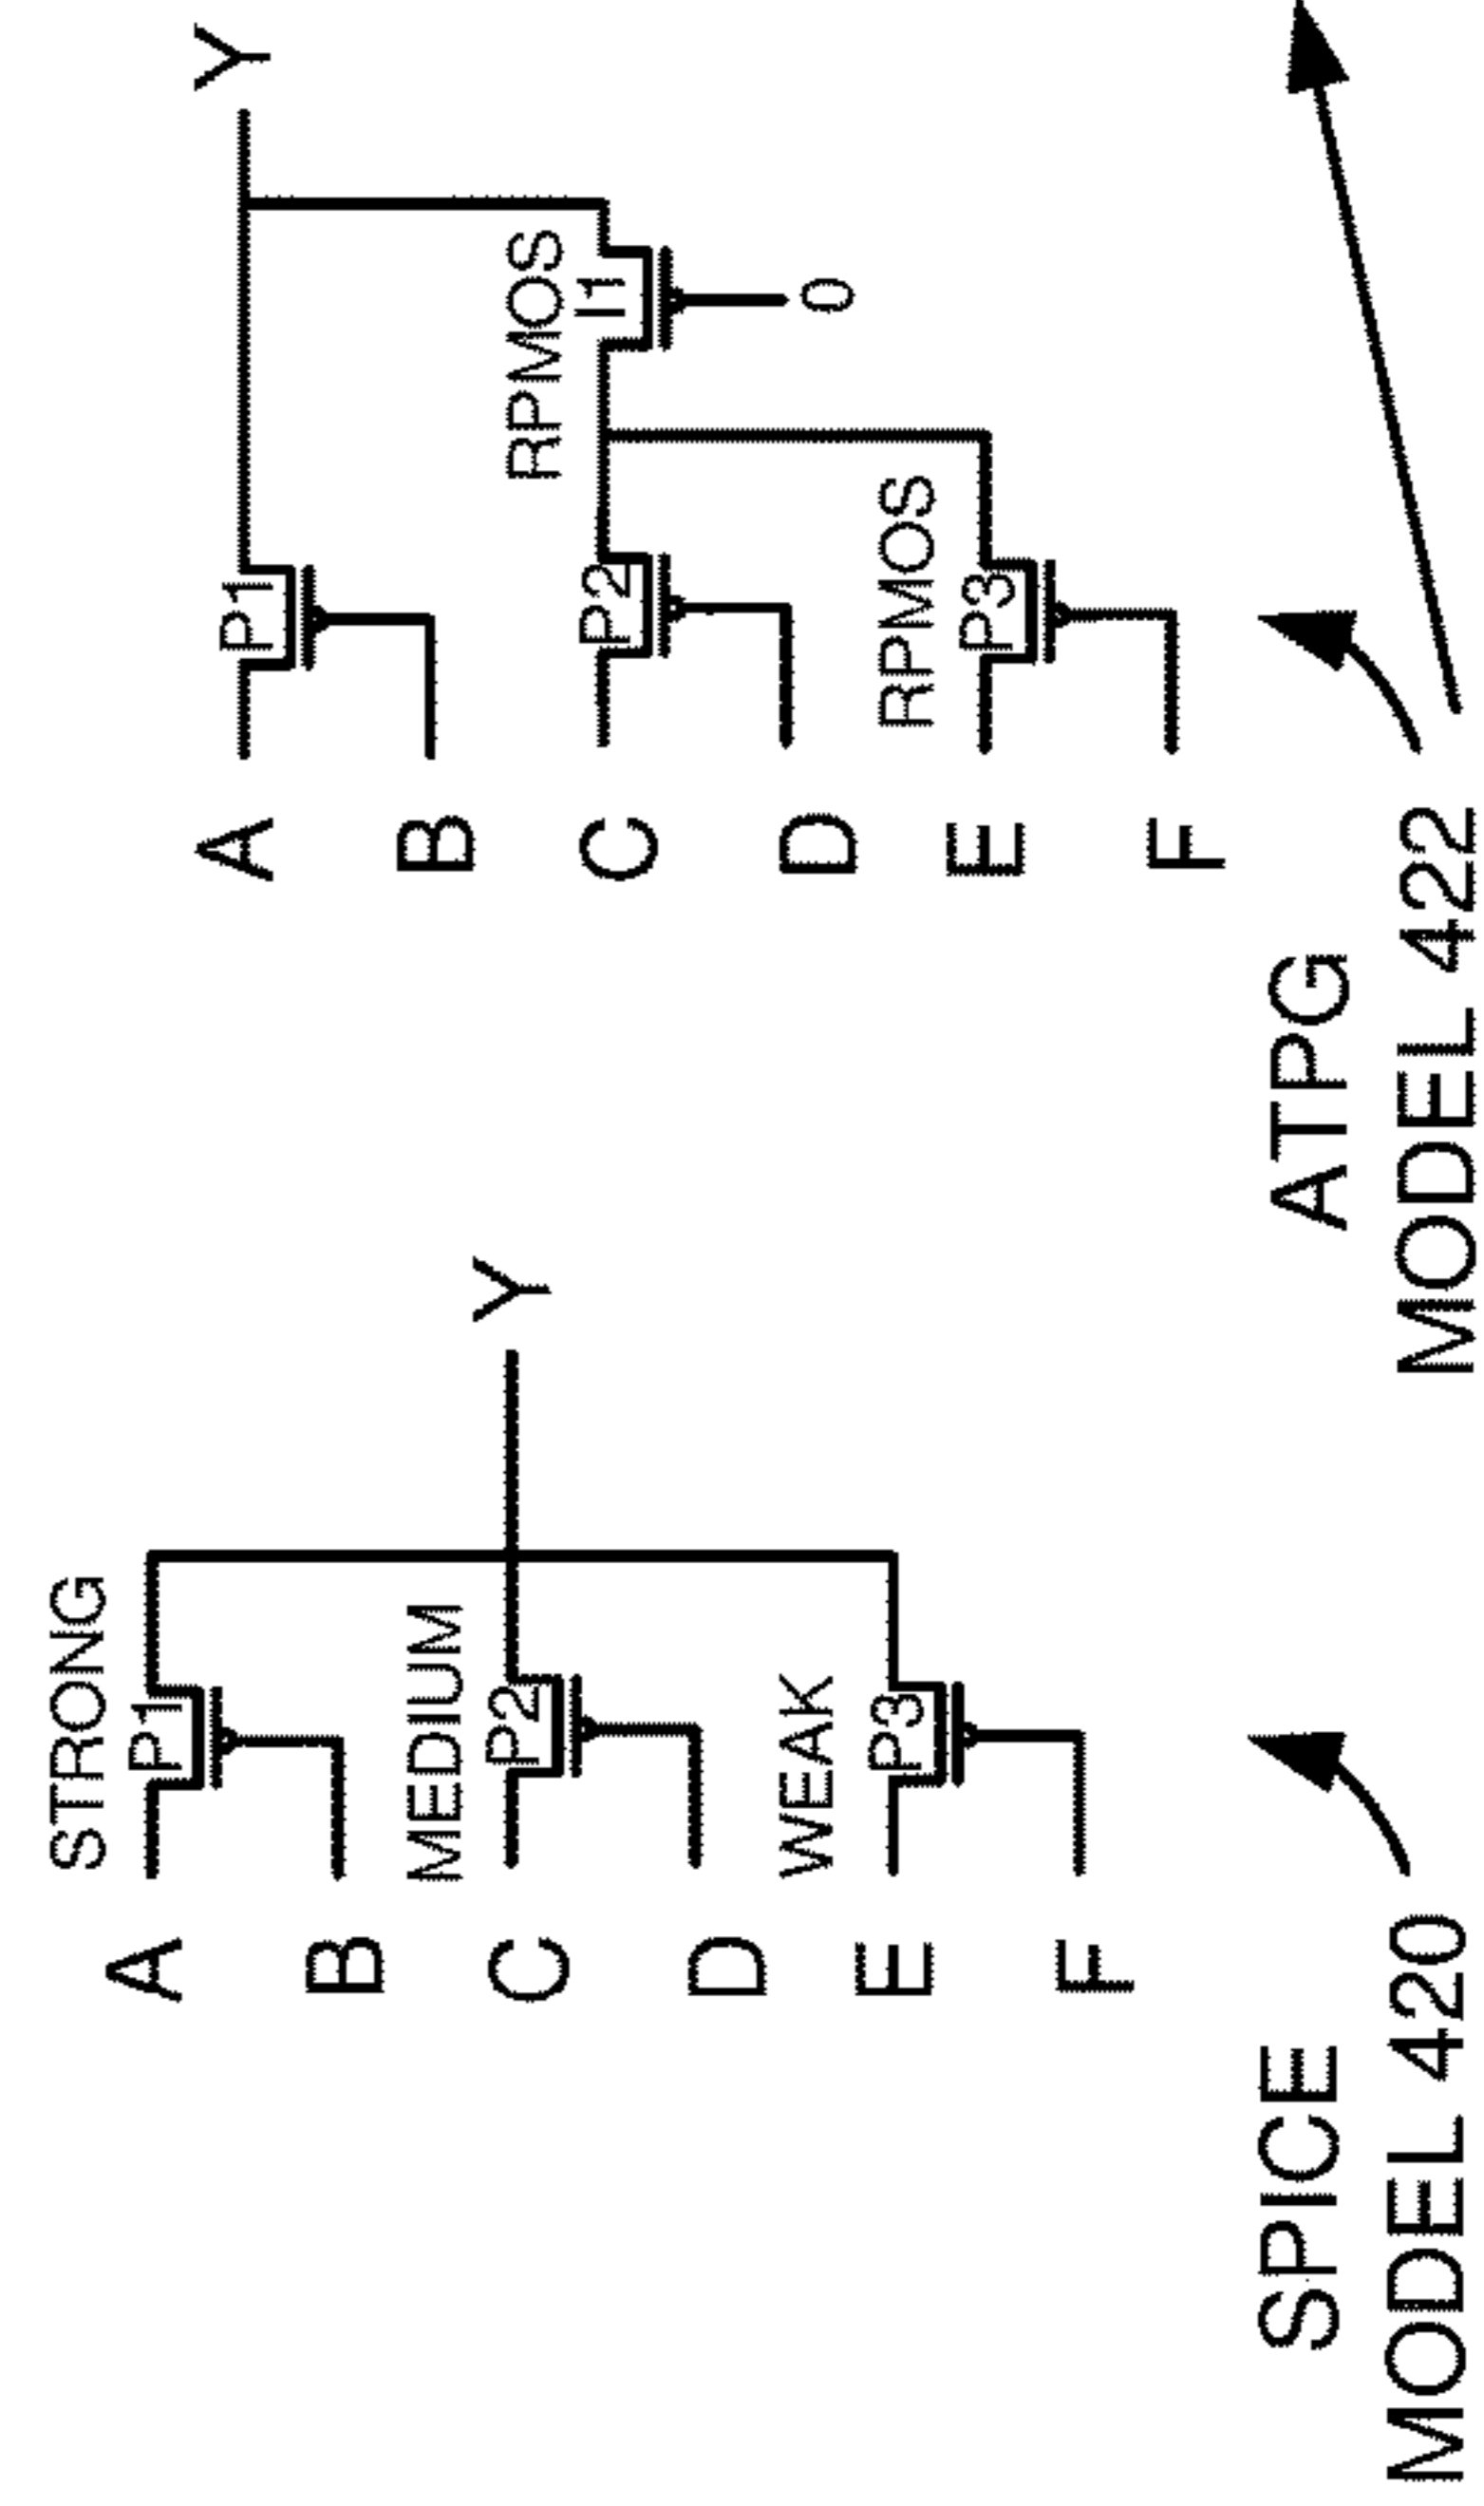 STRONG
P1
A
B
MEDIUM
P2
C
Y
D
WEAK
P3
E
F
SPICE
MODEL 420
P1
A
Y
B
RPMOS
I1
P2
C
D
0
RPMOS
P3
E
F
ATPG
MODEL 422